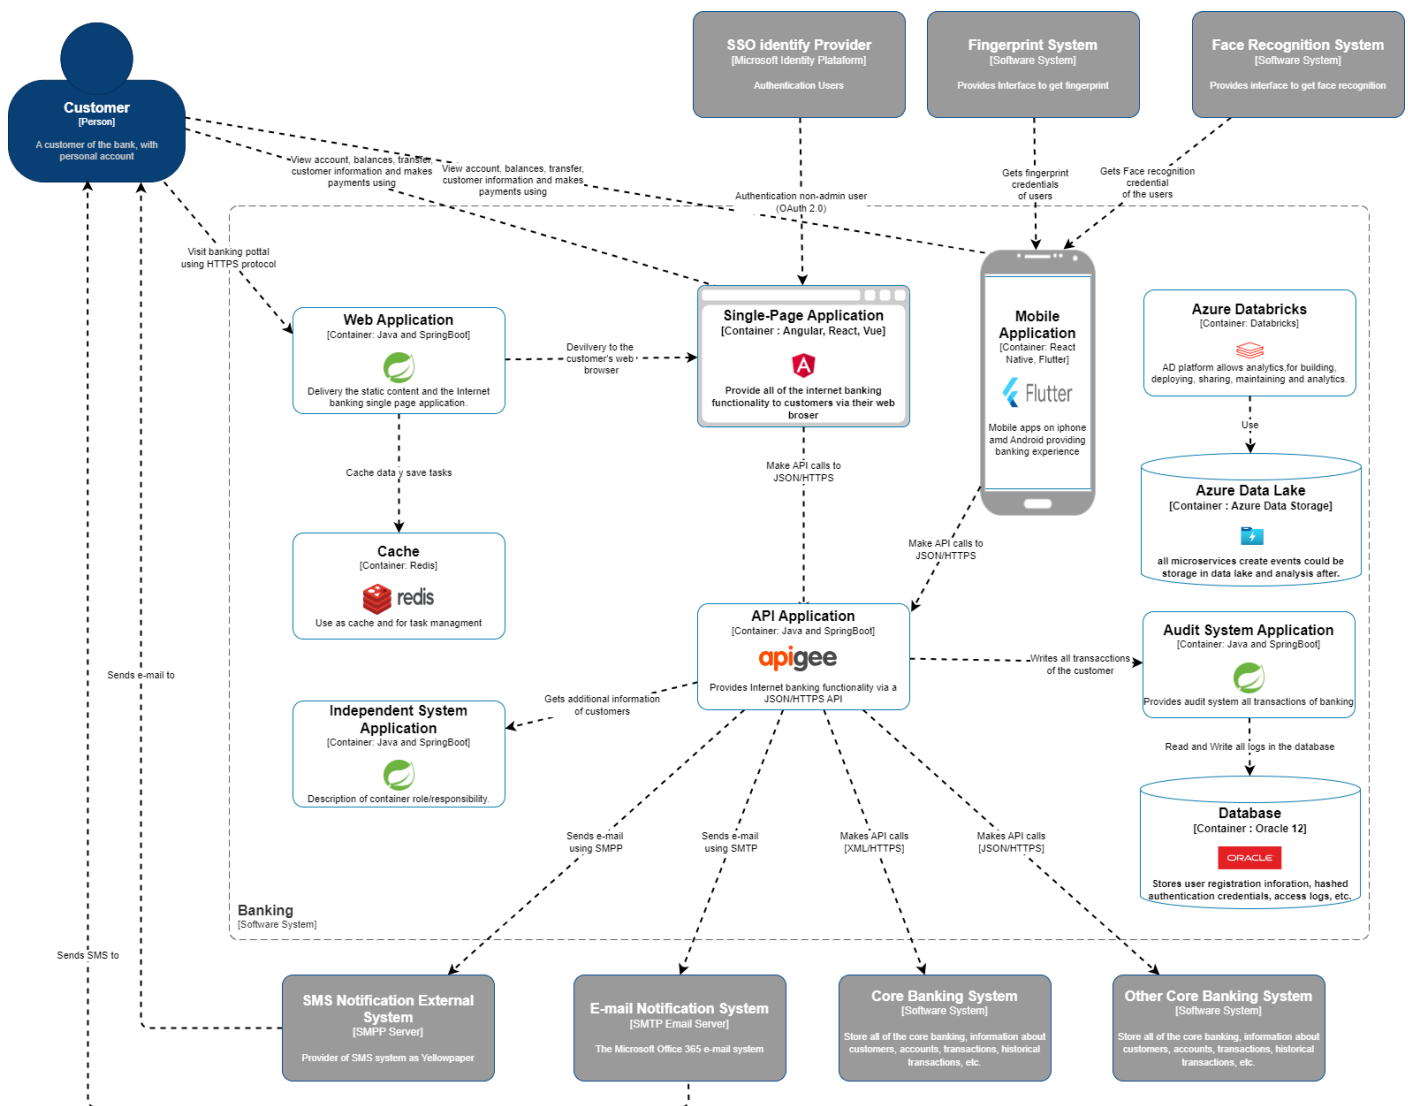 SSO identify Provider
[Microsoft Identity Plataform]
Authentication Users
Fingerprint System
[Software System]
Provides Interface to get fingerprint
Face Recognition System
[Software System]
Provides interface to get face recognition
Customer
[Person]
A customer of the bank, with
personal account
View account, balances, transfer,
customer information and makes
payments using
View account, balances, transfer,
customer information and makes
payments using
Authentication non-admin user
(OAuth 2.0)
Gets fingerprint
credentials
of users
Gets Face recognition
credential
of the users
Visit banking pottal
using HTTPS protocol
Web Application
[Container: Java and SpringBoot]
Delivery the static content and the Internet
banking single page application.
Devilvery to the
customer's web
browser
Single-Page Application
[Container : Angular, React, Vue]
Provide all of the internet banking
functionality to customers via their web
broser
Mobile
Application
[Container: React
Native, Flutter]
Flutter
Mobile apps on iphone
amd Android providing
banking experience
Azure Databricks
[Container: Databricks]
AD platform allows analytics,for building,
deploying, sharing, maintaining and analytics.
Use
Cache data y save tasks
Make API calls to
JSON/HTTPS
Azure Data Lake
[Container : Azure Data Storage]
all microservices create events could be
storage in data lake and analysis after.
Cache
[Container: Redis]
redis
Use as cache and for task managment
Make API calls to
JSON/HTTPS
API Application
[Container: Java and SpringBoot]
apigee
Provides Internet banking functionality via a
JSON/HTTPS API
Writes all transacctions
of the customer
Audit System Application
[Container: Java and SpringBoot]
Provides audit system all transactions of banking
Sends e-mail to
Gets additional information
of customers
Independent System
Application
[Container: Java and SpringBoot]
Description of container role/responsibility.
Read and Write all logs in the database
Sends e-mail
using SMPP
Sends e-mail
using SMTP
Makes API calls
[XML/HTTPS]
Makes API calls
[JSON/HTTPS]
Database
[Container : Oracle 12]
ORACLE
Stores user registration inforation, hashed
authentication credentials, access logs, etc.
Banking
[Software System]
Sends SMS to
SMS Notification External
System
[SMPP Server]
Provider of SMS system as Yellowpaper
E-mail Notification System
[SMTP Email Server]
The Microsoft Office 365 e-mail system
Core Banking System
[Software System]
Store all of the core banking, information about
customers, accounts, transactions, historical
transactions, etc.
Other Core Banking System
[Software System]
Store all of the core banking, information about
customers, accounts, transactions, historical
transactions, etc.